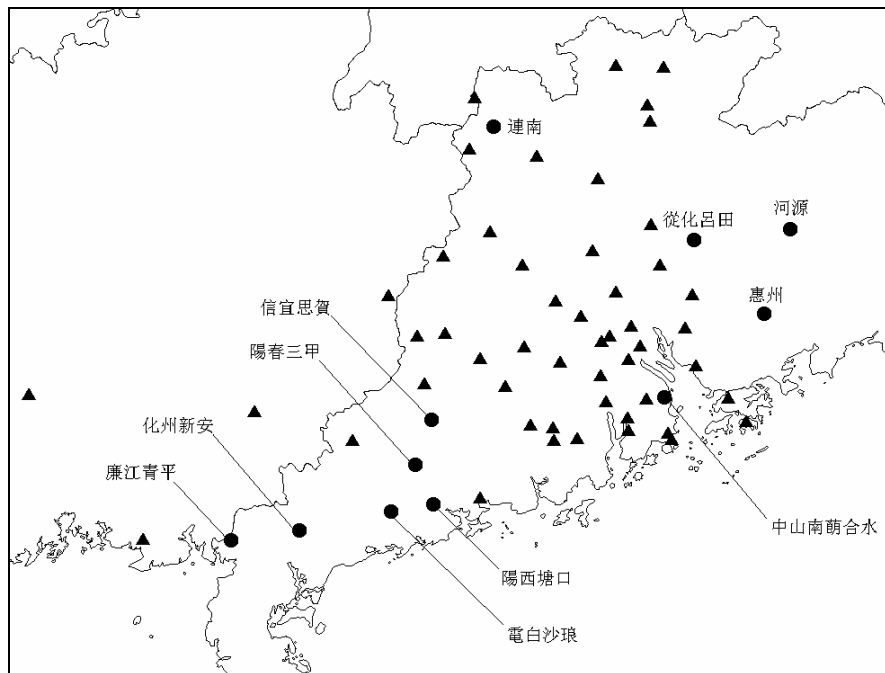 連南
河源
從化呂田
惠州
信宜思賀
陽春三甲
化州新安
廉江青平
中山南萌合水
陽西塘口
電白沙琅